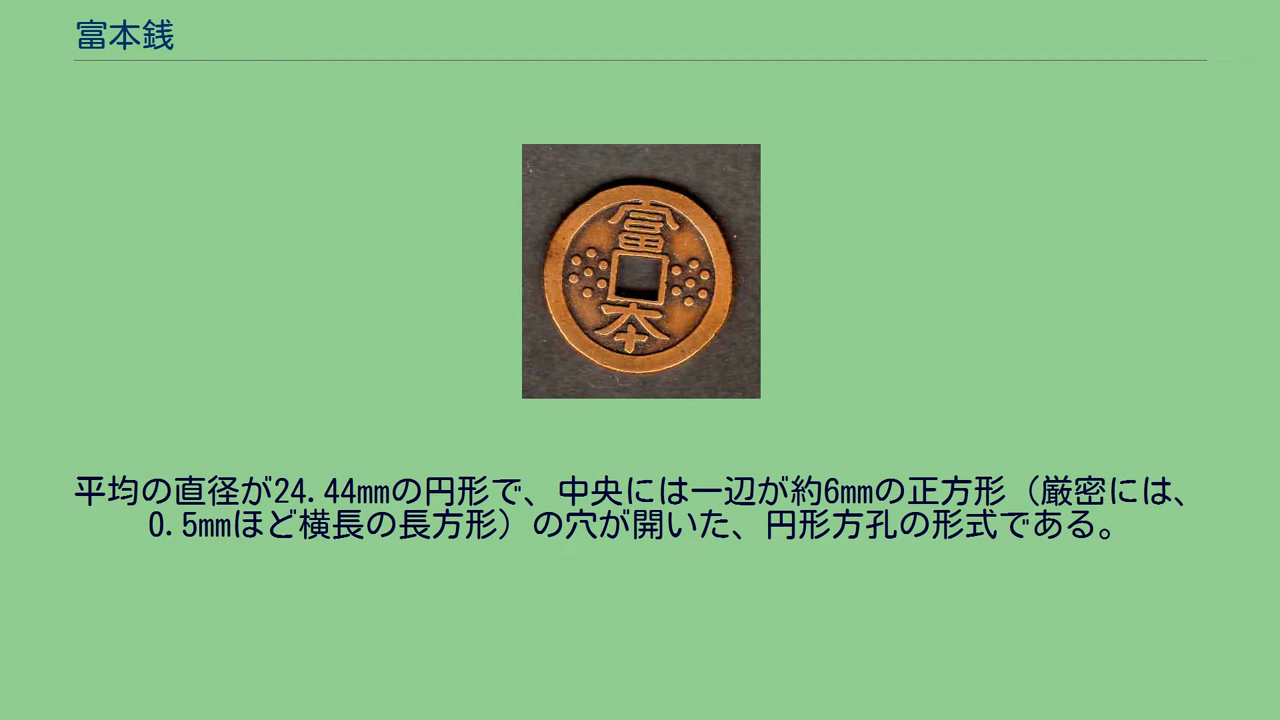 富本銭
富
本
平均の直径が24.44mmの円形で、中央には一辺が約6mmの正方形（厳密には、
0.5mmほど横長の長方形）の穴が開いた、円形方孔の形式である。